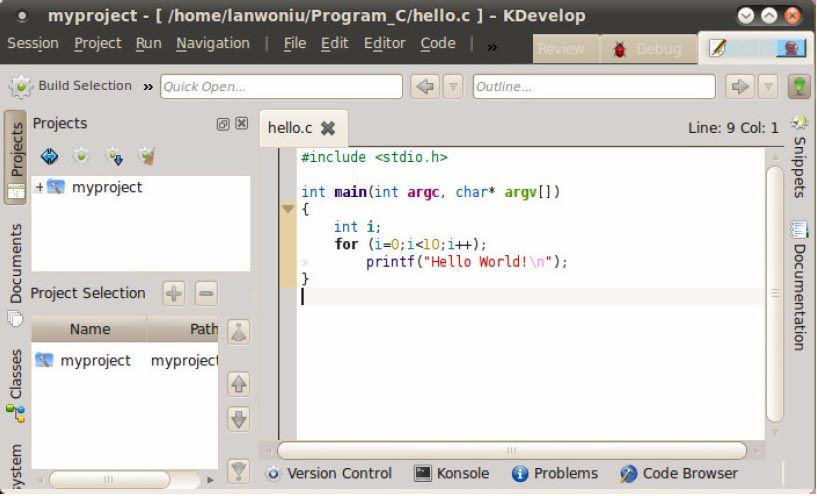 myproject - [ /home/lanwoniu/Program_C/hello.c ] – KDevelop
Session Project Run Navigation | File Edit Editor Code | » Review Debug
Build Selection » Quick Open... Outline...
Projects
hello.c
Line: 9 Col: 1
Projects
Documents
Classes
ystem
myproject
Project Selection
Name Path
myproject myproject
#include <stdio.h>
int main(int argc, char* argv[])
{
int i;
for (i=0;i<10;i++);
printf("Hello World!\n");
}
Snippets
Documentation
Version Control Konsole Problems Code Browser